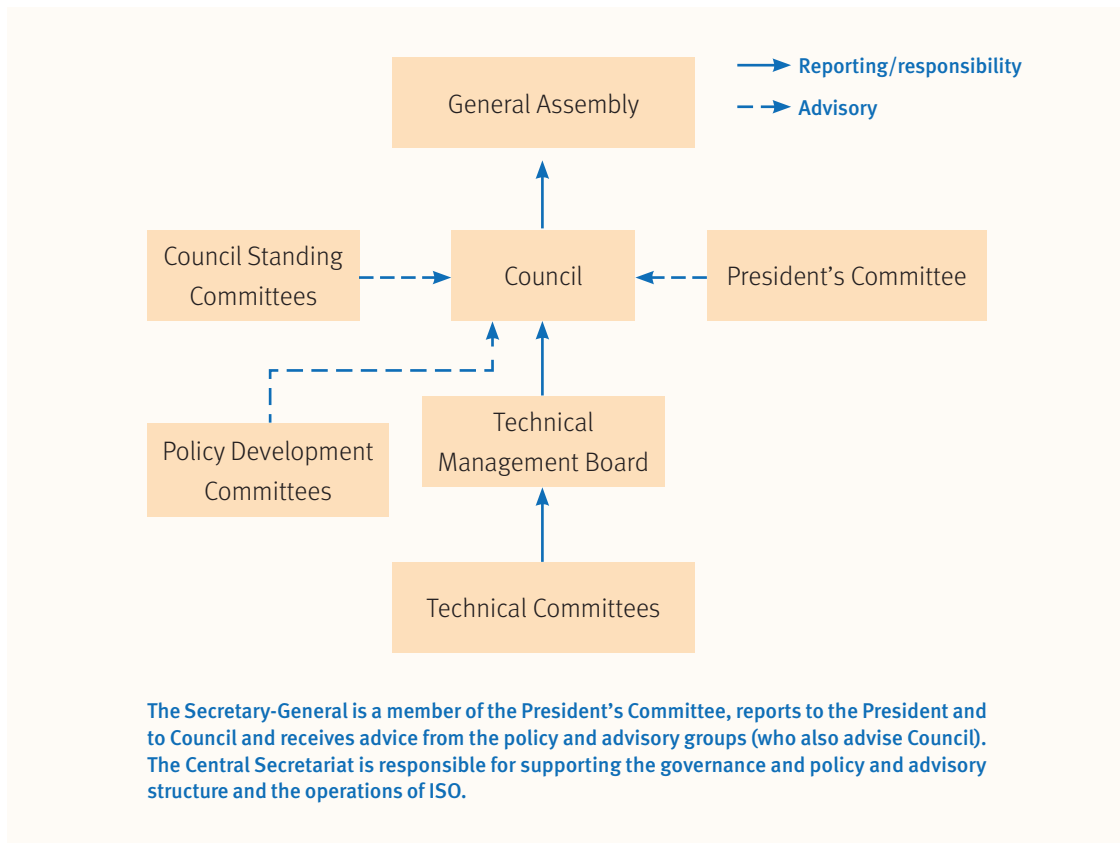 General Assembly
Reporting/responsibility
Advisory
Council Standing
Committees
Council
President’s Committee
Policy Development
Committees
Technical
Management Board
Technical Committees
The Secretary-General is a member of the President’s Committee, reports to the President and
to Council and receives advice from the policy and advisory groups (who also advise Council).
The Central Secretariat is responsible for supporting the governance and policy and advisory
structure and the operations of ISO.